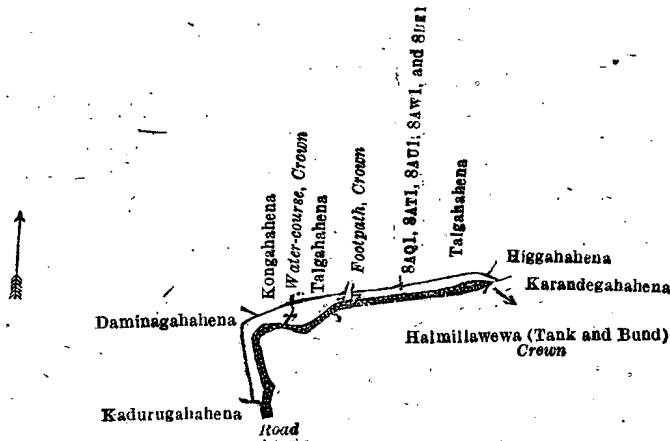 Kongahahena
Water-course, Crown
Talgahahena
Footpath, Crown
8AQ1, 8AT1, 8AU1, 8AW1, and
Talgahahena
Higgahahena
Karandegahahena
Daminagahahena
Halmillawewa (Tank and Bund)
Crown
Kadurugahahena
Road